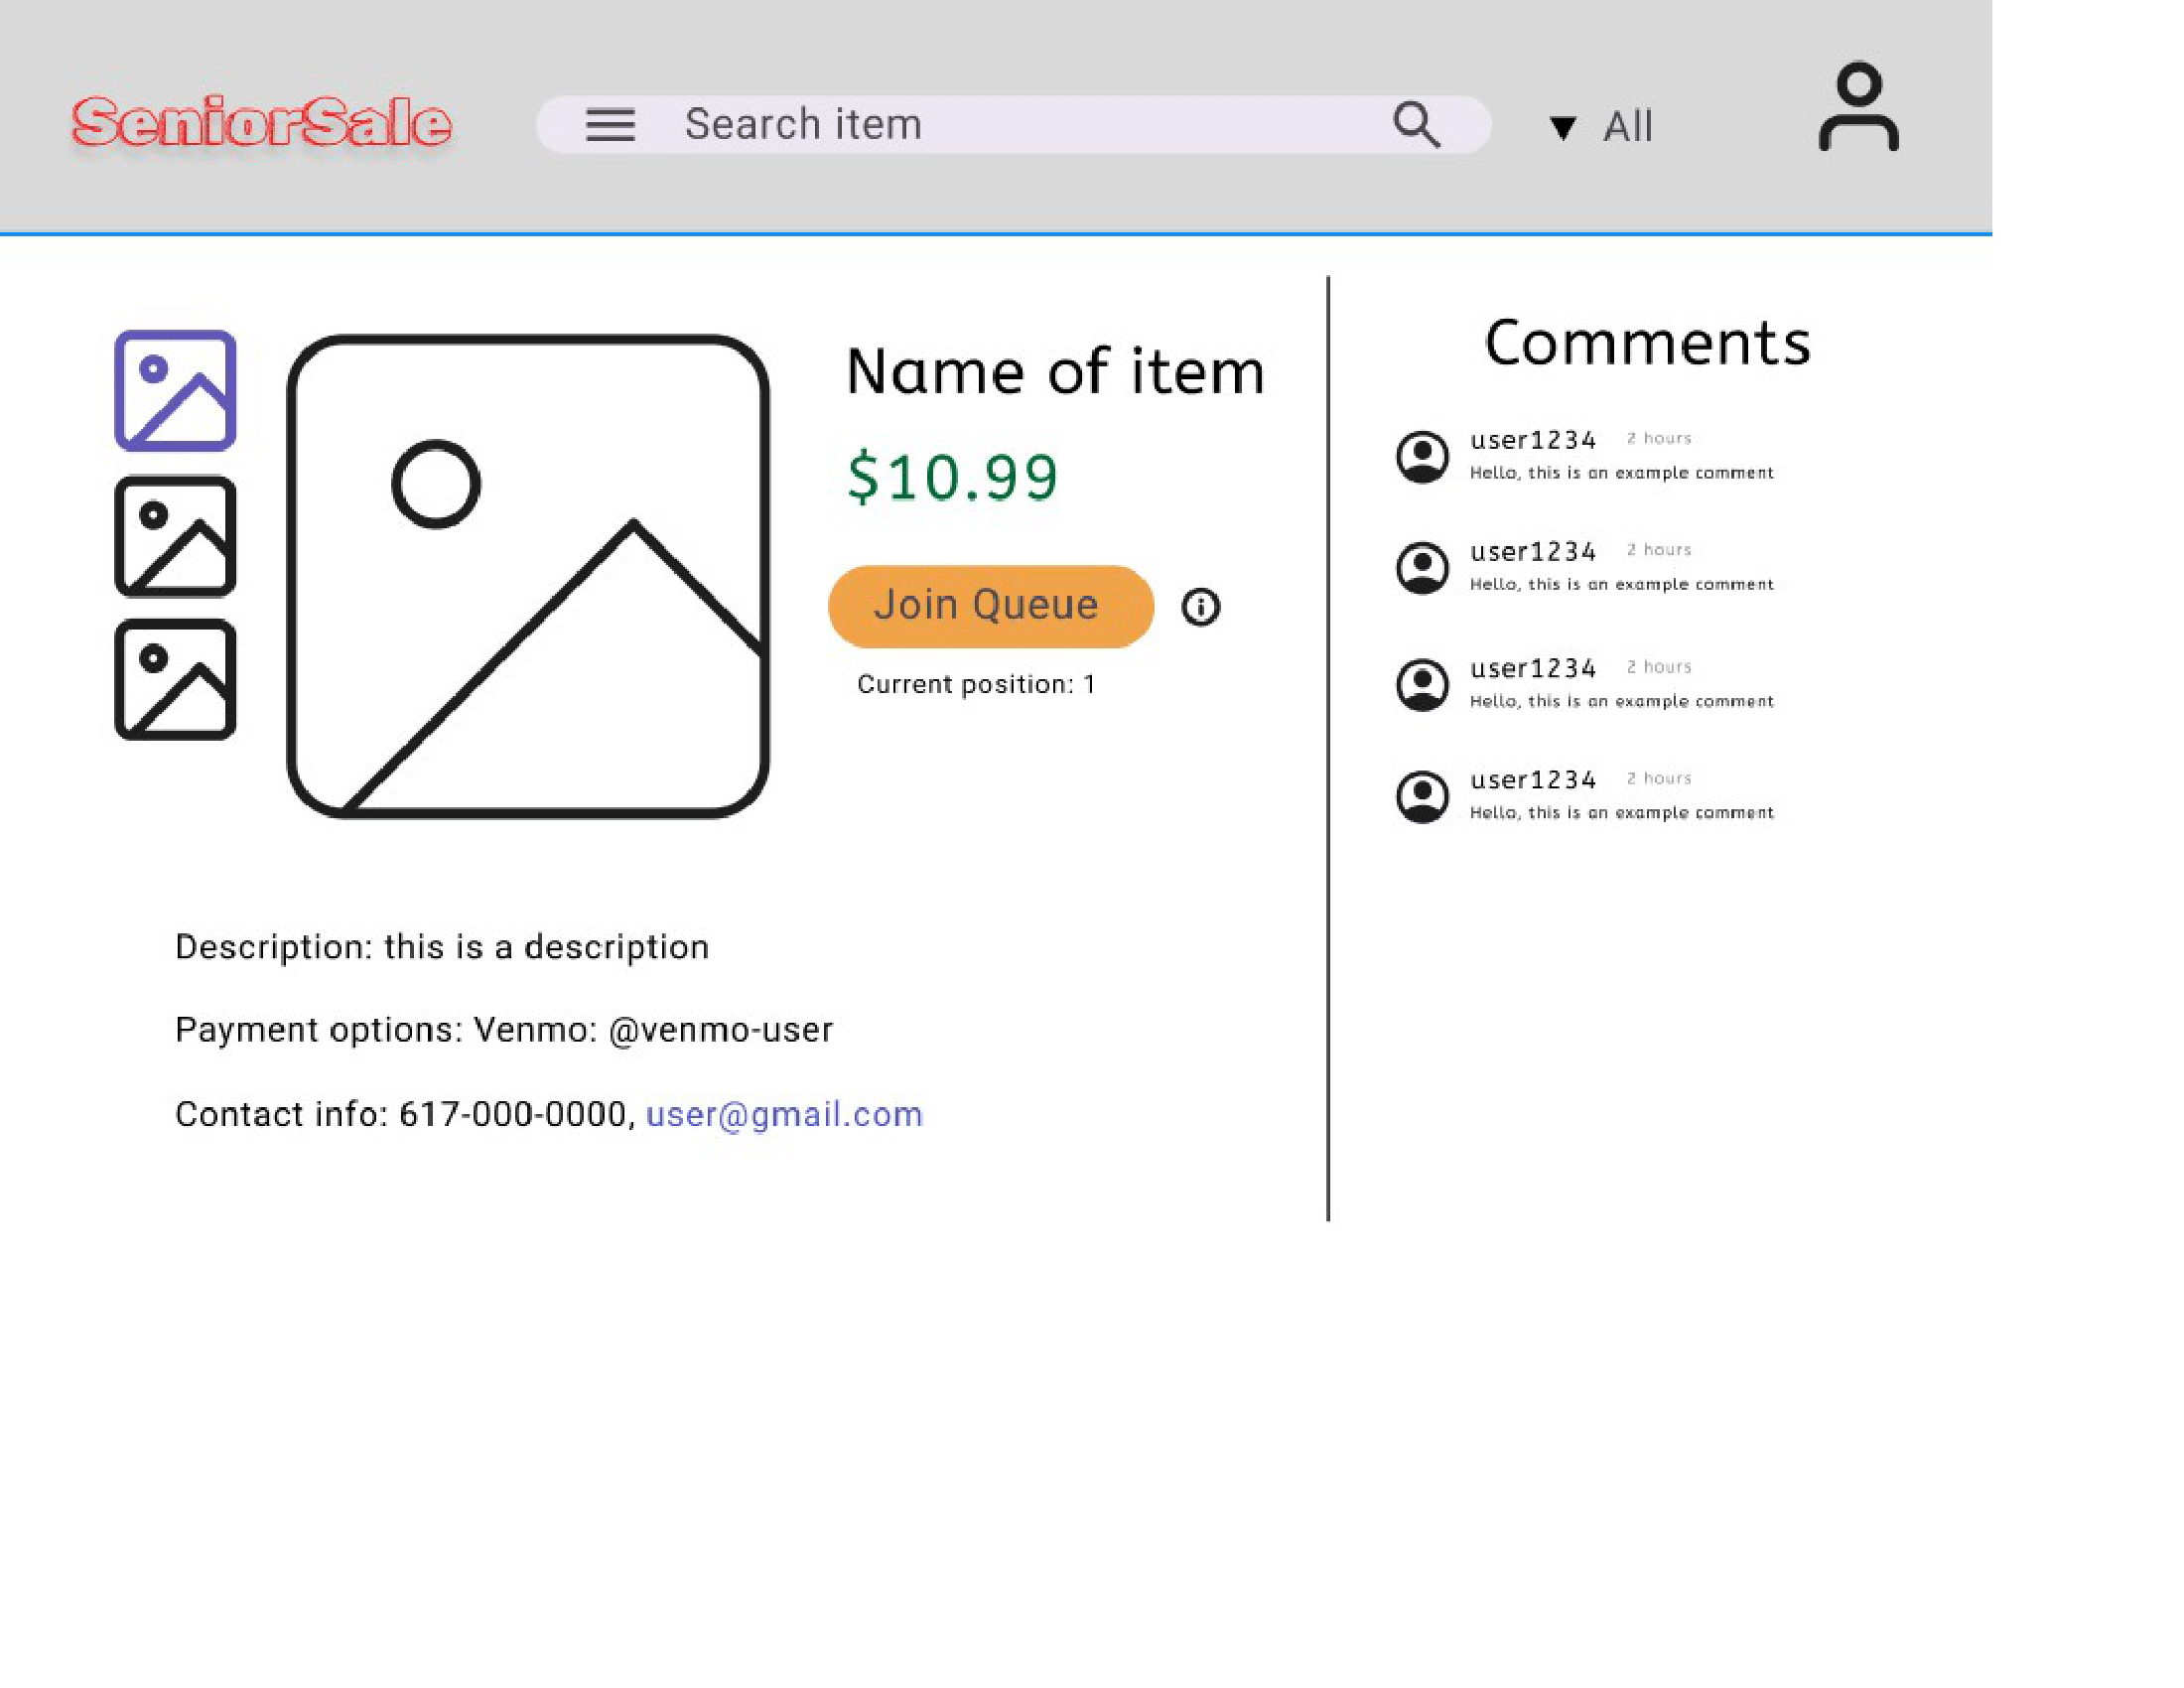 SeniorSale
Search item
▼ All
Name of item
$10.99
Join Queue
Current position: 1
Description: this is a description
Payment options: Venmo: @venmo-user
Contact info: 617-000-0000, user@gmail.com
Comments
user1234 2 hours
Hello, this is an example comment
user1234 2 hours
Hello, this is an example comment
user1234 2 hours
Hello, this is an example comment
user1234 2 hours
Hello, this is an example comment